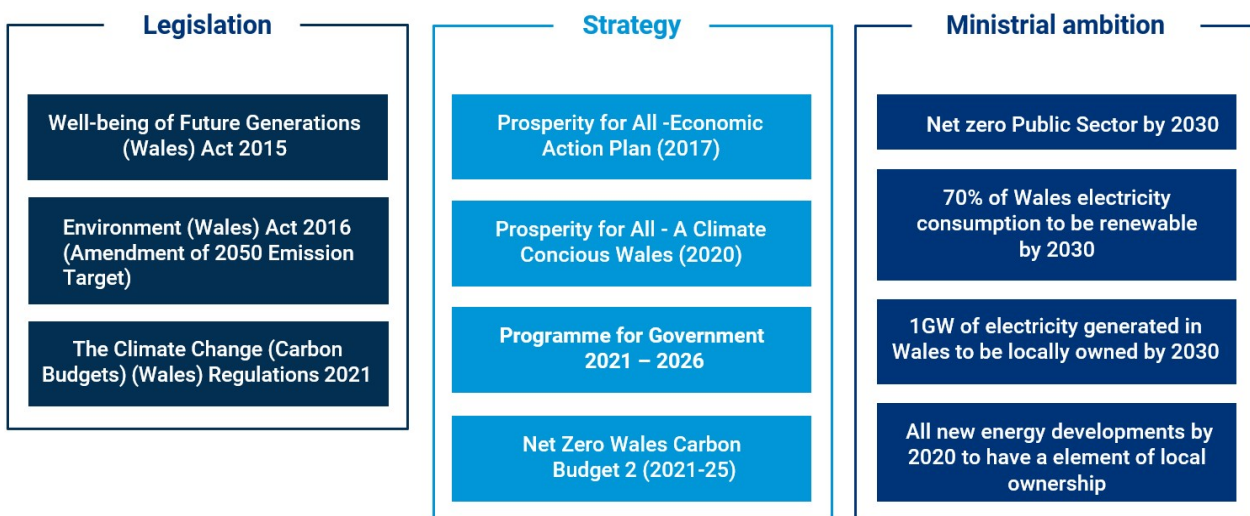 Legislation
Well-being of Future Generations
(Wales) Act 2015
Environment (Wales) Act 2016
(Amendment of 2050 Emission
Target)
The Climate Change (Carbon
Budgets) (Wales) Regulations 2021
Strategy
Prosperity for All -Economic
Action Plan (2017)
Prosperity for All - A Climate
Concious Wales (2020)
Programme for Government
2021 – 2026
Net Zero Wales Carbon
Budget 2 (2021-25)
Ministrial ambition
Net zero Public Sector by 2030
70% of Wales electricity
consumption to be renewable
by 2030
1GW of electricity generated in
Wales to be locally owned by 2030
All new energy developments by
2020 to have a element of local
ownership